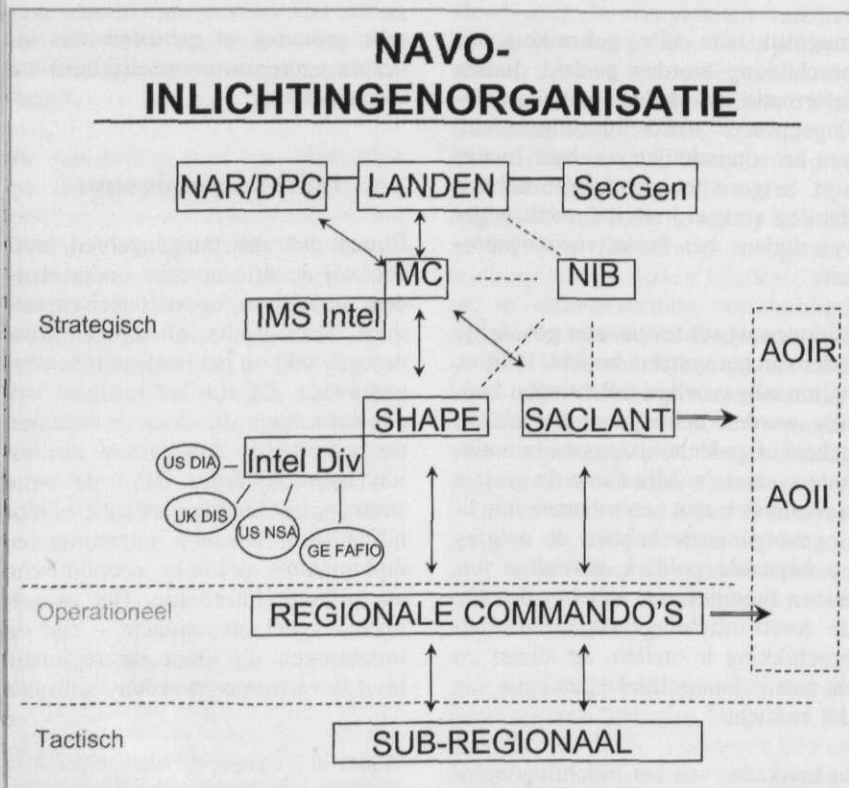 NAVO.
INLICHTINGENORGANISATIE
NAR/DPC LANDEN SecGen
MC NIB
IMS Intel
Strategisch
AOIR
SHAPE SACLANT
Intel Div
US DIA
AOII
UK DIS
US NSA
GE FAFIO
Operationeel
REGIONALE COMMANDO'S
Tactisch
SUB-REGIONAAL